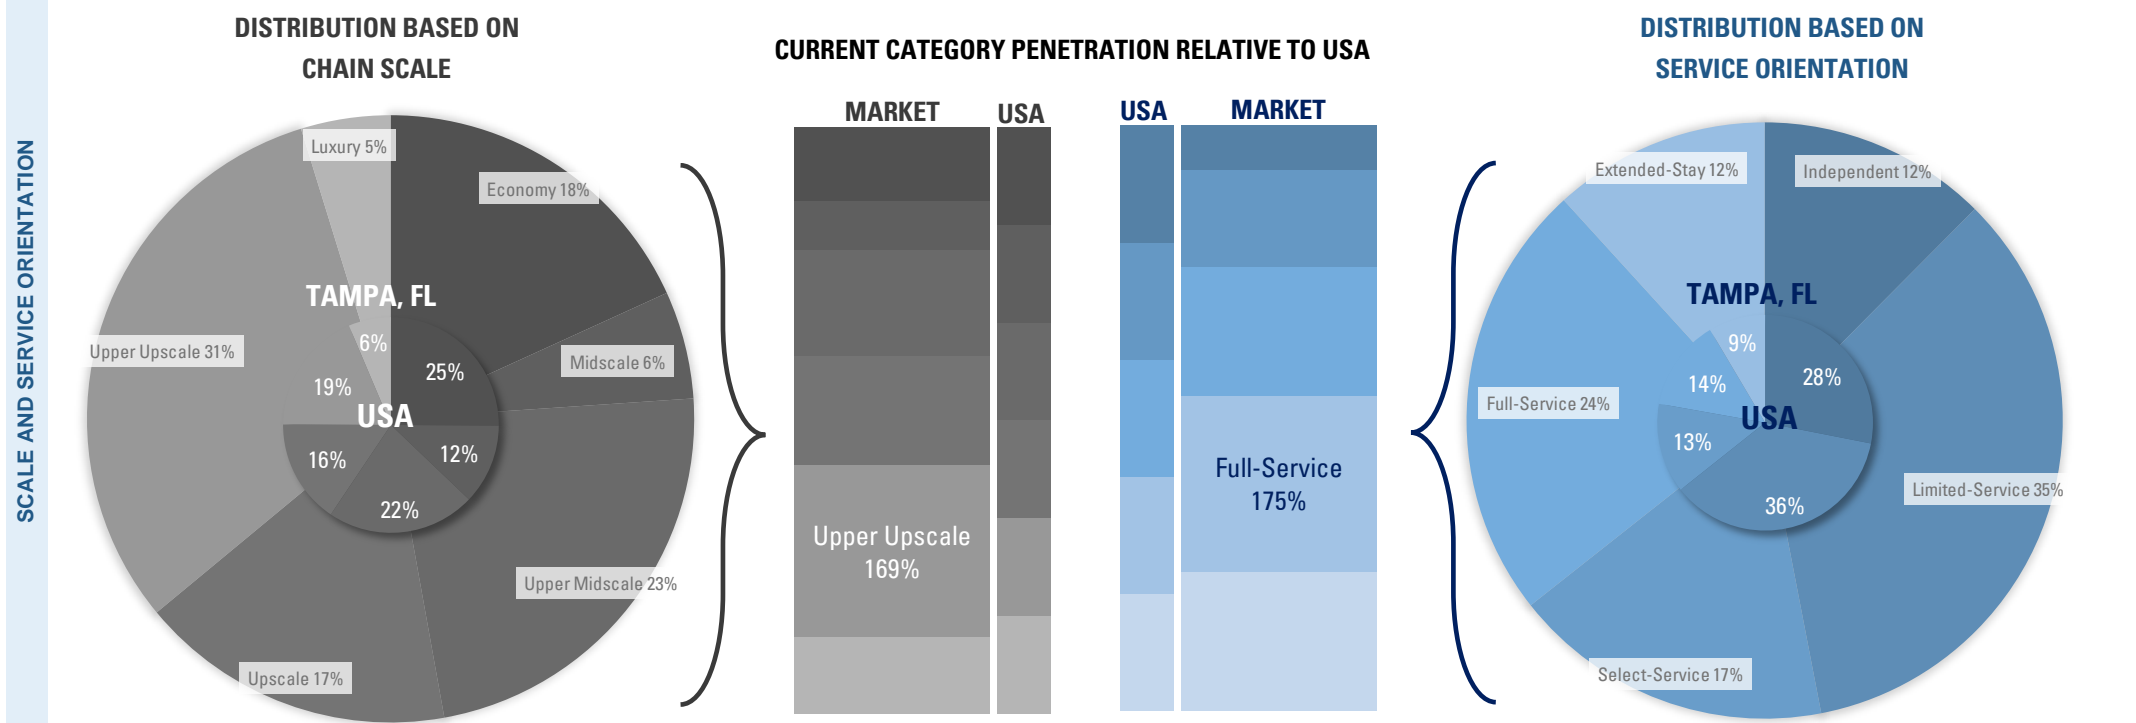 SCALE AND SERVICE ORIENTATION
DISTRIBUTION BASED ON
CHAIN SCALE
Luxury 5%
Economy 18%
TAMPA, FL
6%
25%
Upper Upscale 31%
Midscale 6%
19%
USA
16%
12%
22%
Upper Midscale 23%
Upscale 17%
CURRENT CATEGORY PENETRATION RELATIVE TO USA
MARKET
USA
USA
MARKET
Upper Upscale
169%
Full-Service
175%
DISTRIBUTION BASED ON
SERVICE ORIENTATION
Extended-Stay 12%
Independent 12%
TAMPA, FL
9%
28%
14%
Full-Service 24%
USA
13%
36%
Limited-Service 35%
Select-Service 17%